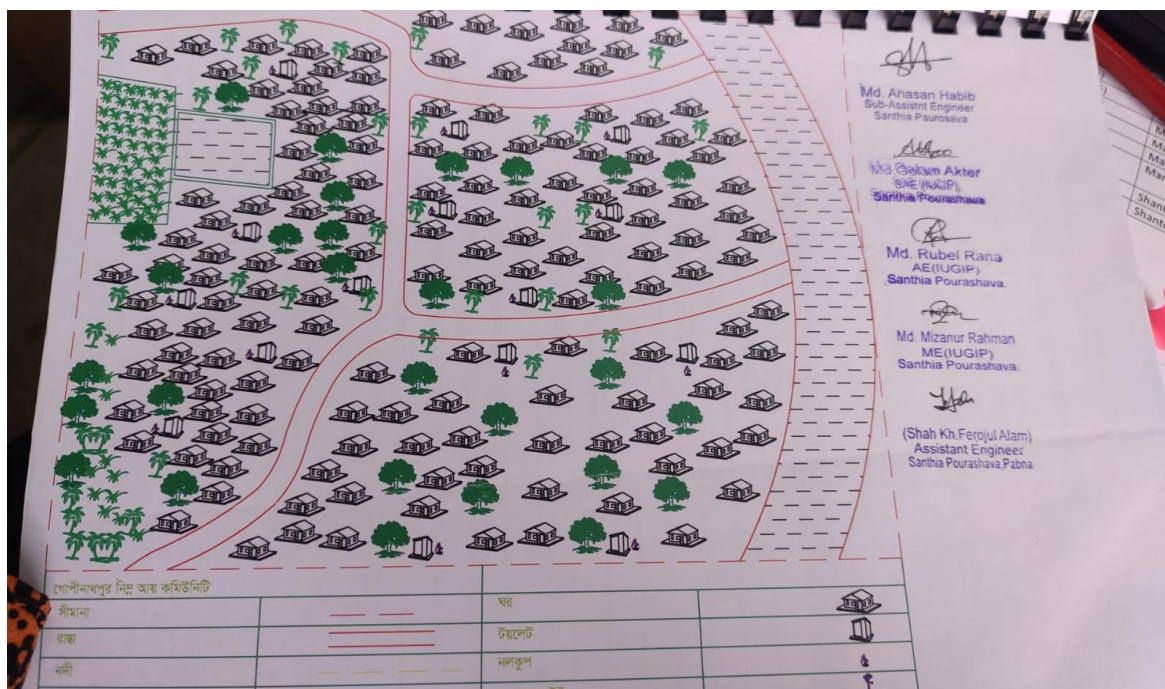 Md. Ahasan Habib
Sub-Assistnt Engineer
Santhia Paurosava
Akter
SAE (IUGIP),
Santhia Pourashava
Md. Rubel Rana
AE(IUGIP)
Santhia Pourashava.
Md. Mizanur Rahman
ME(IUGIP)
Santhia Pourashava.
(Shah Kh.Ferojul Alam)
Assistant Engineer
Santhia Pourashava,Pabna
গোপীনাথপুর নিম্ন আয় কমিউনিটি
সীমানা
ঘর
রাস্তা
টয়লেট
নদী
নলকূপ